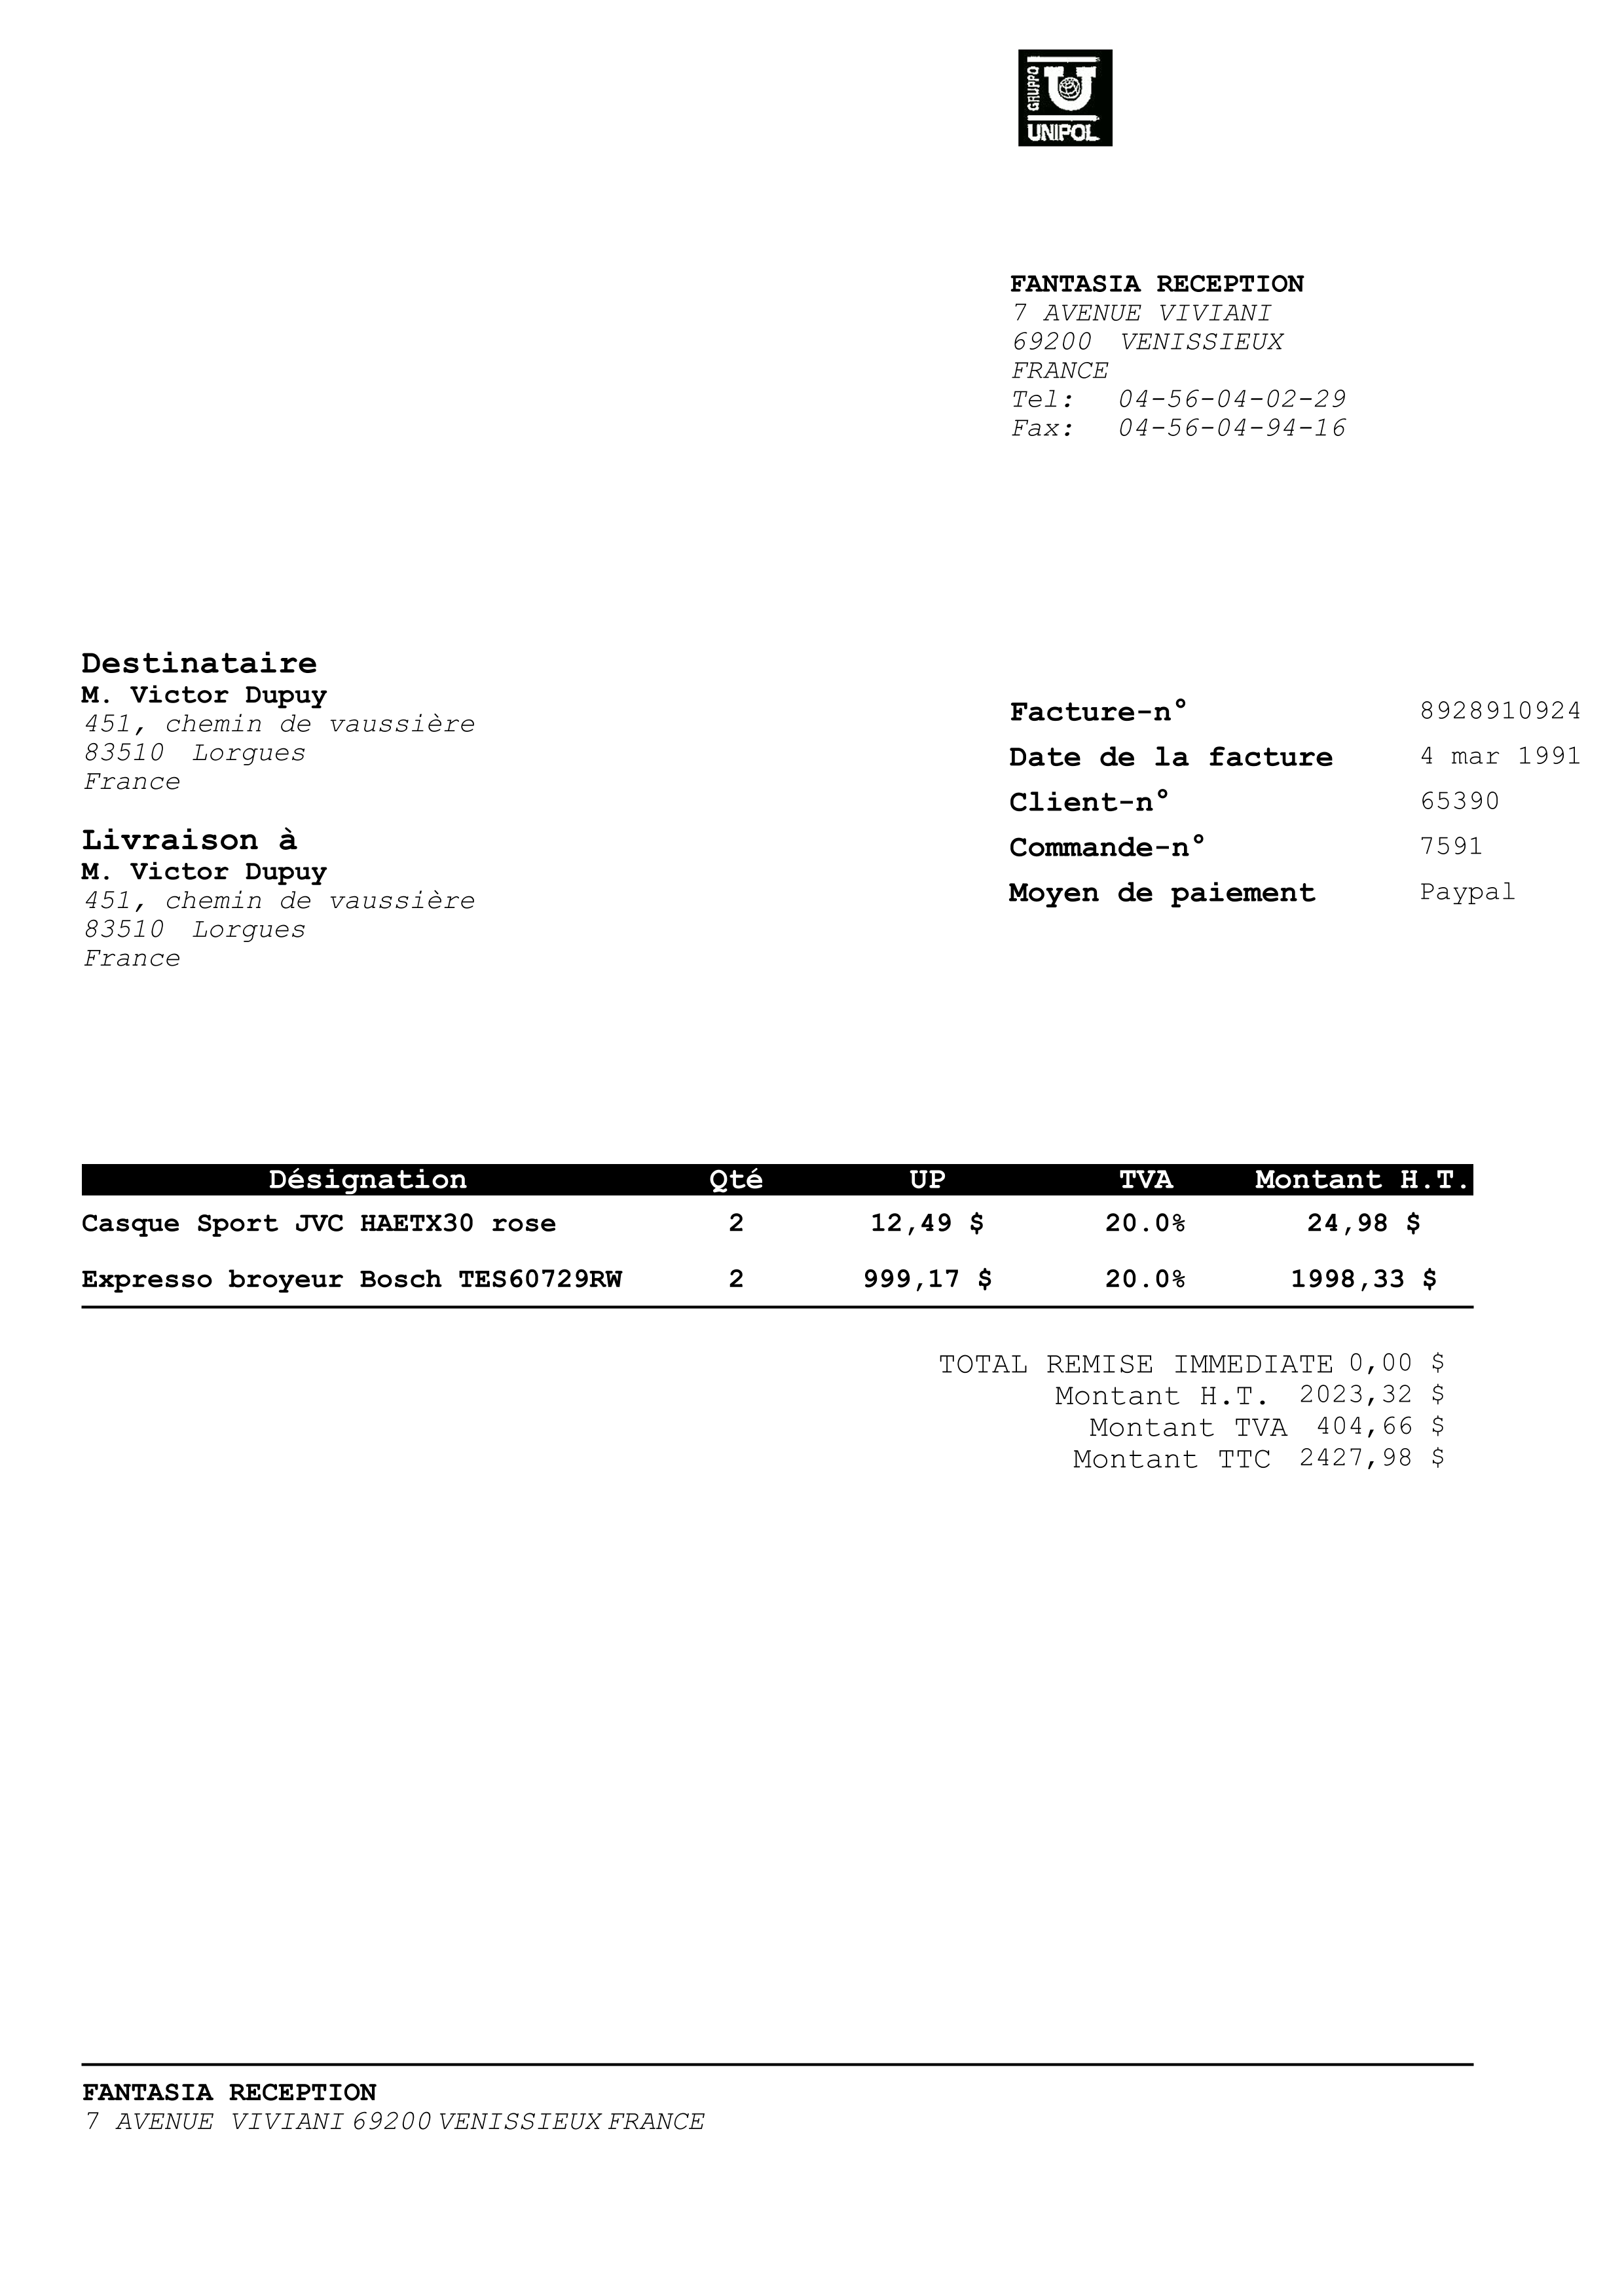 GRUPPO
UNIPOL
FANTASIA RECEPTION
7 AVENUE VIVIANI
69200 VENISSIEUX
FRANCE
Tel: 04-56-04-02-29
Fax: 04-56-04-94-16
Destinataire
M. Victor Dupuy
451, chemin de vaussière
83510 Lorgues
France
Livraison à
M. Victor Dupuy
451, chemin de vaussière
83510 Lorgues
France
Facture-n° 8928910924
Date de la facture 4 mar 1991
Client-n° 65390
Commande-n° 7591
Moyen de paiement Paypal
Désignation Qté UP TVA Montant H.T.
Casque Sport JVC HAETX30 rose 2 12,49 $ 20.0% 24,98 $
Expresso broyeur Bosch TES60729RW 2 999,17 $ 20.0% 1998,33 $
TOTAL REMISE IMMEDIATE 0,00 $
Montant H.T. 2023,32 $
Montant TVA 404,66 $
Montant TTC 2427,98 $
FANTASIA RECEPTION
7 AVENUE VIVIANI 69200 VENISSIEUX FRANCE